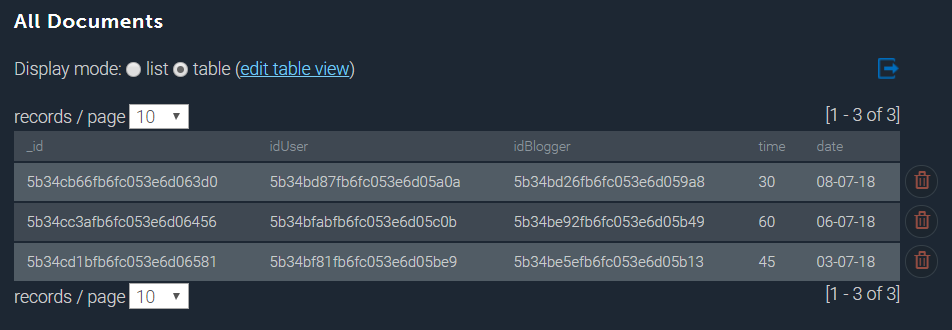 All Documents
Display mode: list table (edit table view)
records / page 10 [1 - 3 of 3]
_id idUser idBlogger time date
5b34cb66fb6fc053e6d063d0 5b34bd87fb6fc053e6d05a0a 5b34bd26fb6fc053e6d059a8 30 08-07-18
5b34cc3afb6fc053e6d06456 5b34bfabfb6fc053e6d05c0b 5b34be92fb6fc053e6d05b49 60 06-07-18
5b34cd1bfb6fc053e6d06581 5b34bf81fb6fc053e6d05be9 5b34be5efb6fc053e6d05b13 45 03-07-18
records / page 10 [1 - 3 of 3]